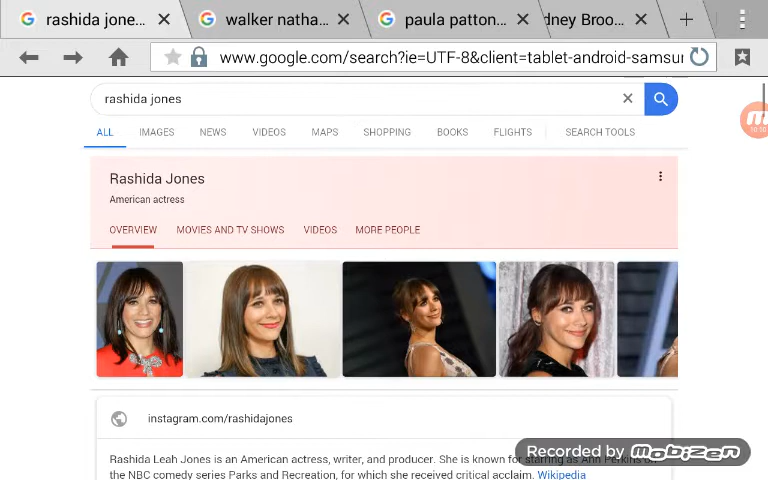 rashida jone... walker natha... paula patton... dney Broo...
www.google.com/search?ie=UTF-8&client=tablet-android-samsu
rashida jones
ALL IMAGES NEWS VIDEOS MAPS SHOPPING BOOKS FLIGHTS SEARCH TOOLS
Rashida Jones
American actress
OVERVIEW MOVIES AND TV SHOWS VIDEOS MORE PEOPLE
instagram.com/rashidajones
Rashida Leah Jones is an American actress, writer, and producer. She is known for starring as Ann Perkins on
the NBC comedy series Parks and Recreation, for which she received critical acclaim. Wikipedia
Recorded by Mobizen